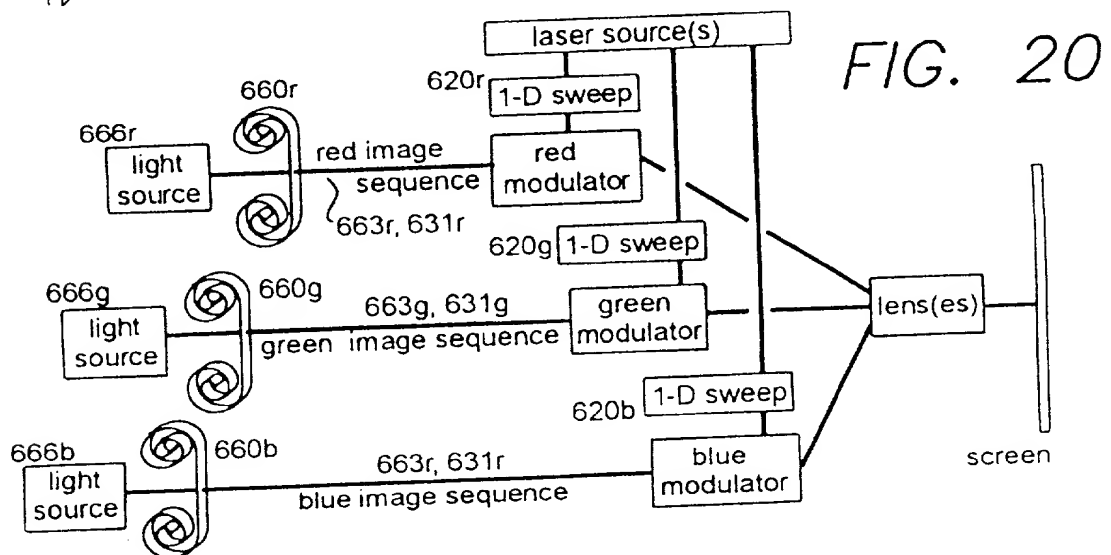 FIG. 20
laser source(s)
620r
1-D sweep
660r
666r
light
source
red image
sequence
663r, 631r
red
modulator
620g
1-D sweep
666g
light
source
660g
663g, 631g
green image sequence
green
modulator
lens(es)
620b
1-D sweep
666b
light
source
660b
663r, 631r
blue image sequence
blue
modulator
screen